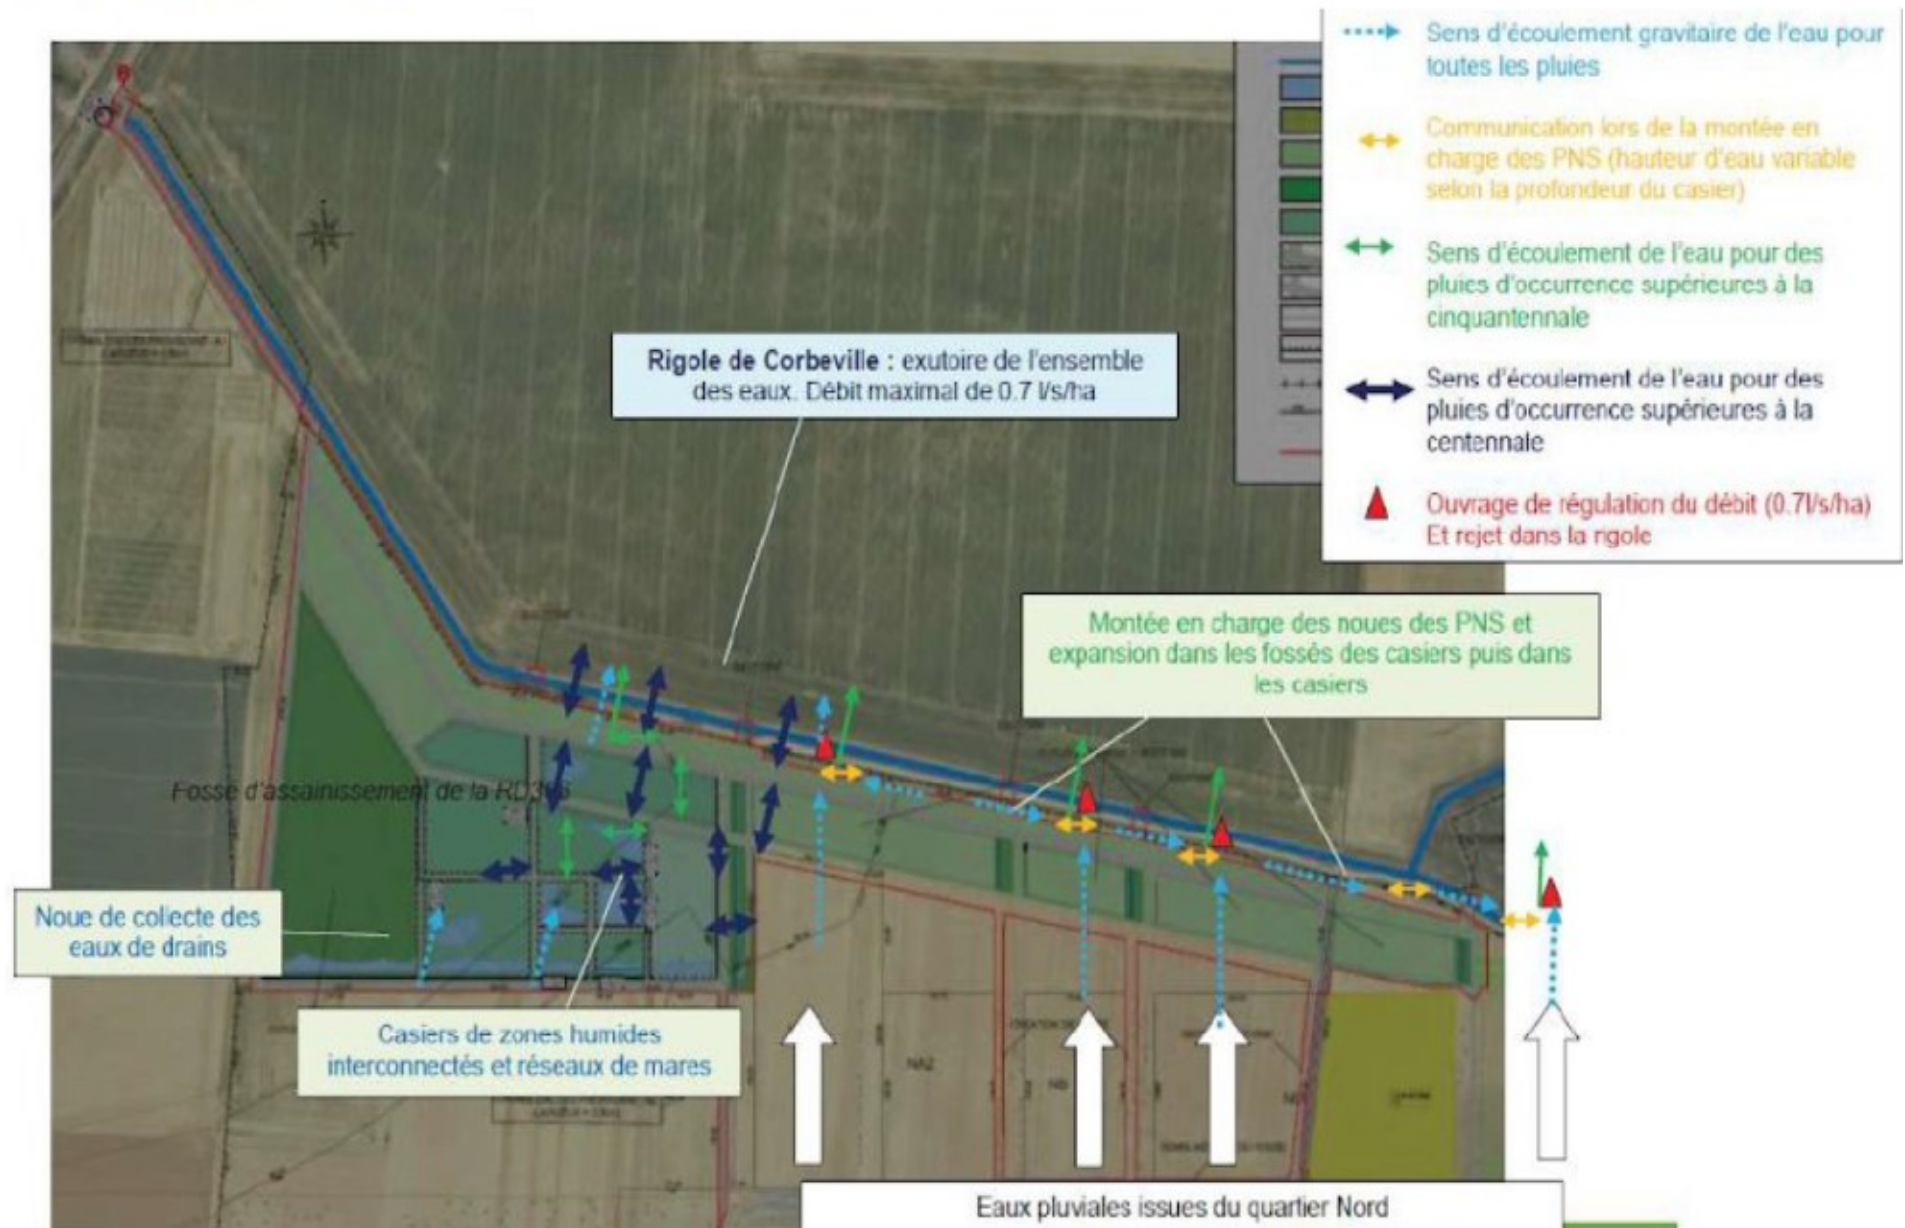 Sens d'écoulement gravitaire de l'eau pour
toutes les pluies
Communication lors de la montée en
charge des PNS (hauteur d'eau variable
selon la profondeur du casier)
Sens d'écoulement de l'eau pour des
pluies d'occurrence supérieures à la
cinquantennale
Sens d'écoulement de l'eau pour des
pluies d'occurrence supérieures à la
centennale
Ouvrage de régulation du débit (0.7l/s/ha)
Et rejet dans la rigole
Rigole de Corbeville : exutoire de l'ensemble
des eaux. Débit maximal de 0.7 l/s/ha
Montée en charge des noues des PNS et
expansion dans les fossés des casiers puis dans
les casiers
Fossé d'assainissement de la
Noue de collecte des
eaux de drains
Casiers de zones humides
interconnectés et réseaux de mares
NA2
Eaux pluviales issues du quartier Nord